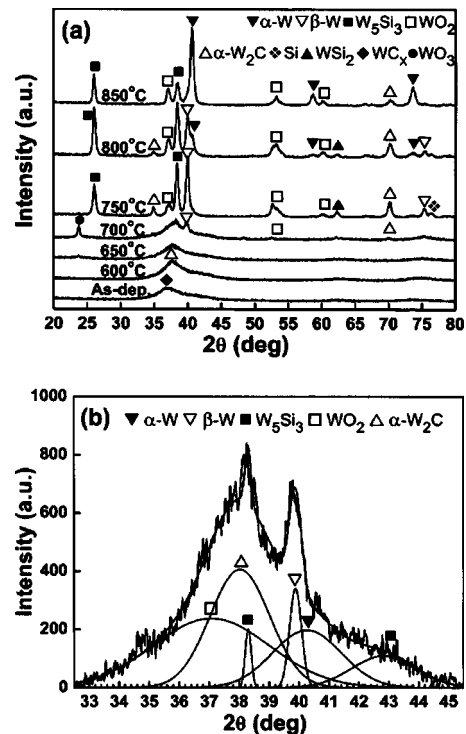 (a)
▼α-W ▽β-W ■W₅Si₃ □WO₂
△α-W₂C ❖Si ▲WSi₂ ◆WCₓ ●WO₃
850°C
800°C
750°C
700°C
650°C
600°C
As-dep.
Intensity (a.u.)
20 25 30 35 40 45 50 55 60 65 70 75 80
2θ (deg)
(b) ▼α-W ▽β-W ■W₅Si₃ □WO₂ △α-W₂C
1000
800
600
400
200
0
Intensity (a.u.)
33 34 35 36 37 38 39 40 41 42 43 44 45
2θ (deg)